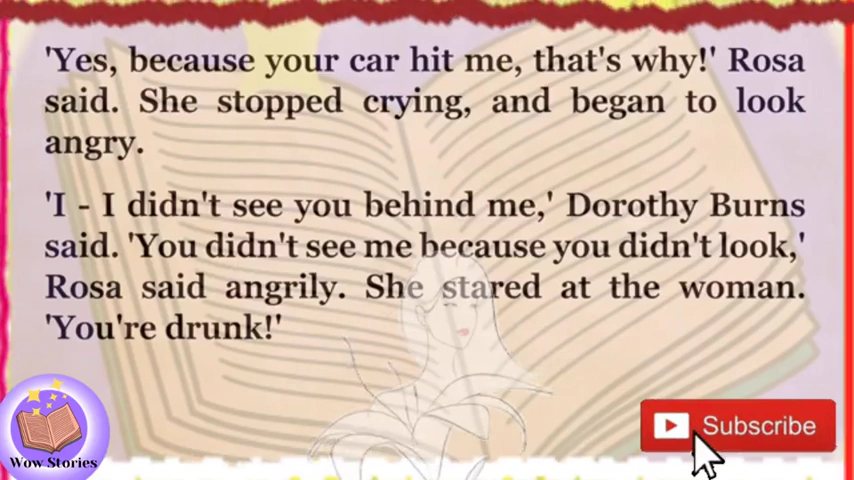 'Yes, because your car hit me, that's why!' Rosa
said. She stopped crying, and began to look
angry.
'I - I didn't see you behind me,' Dorothy Burns
said. 'You didn't see me because you didn't look,'
Rosa said angrily. She stared at the woman.
'You're drunk!'
Subscribe
Wow Stories